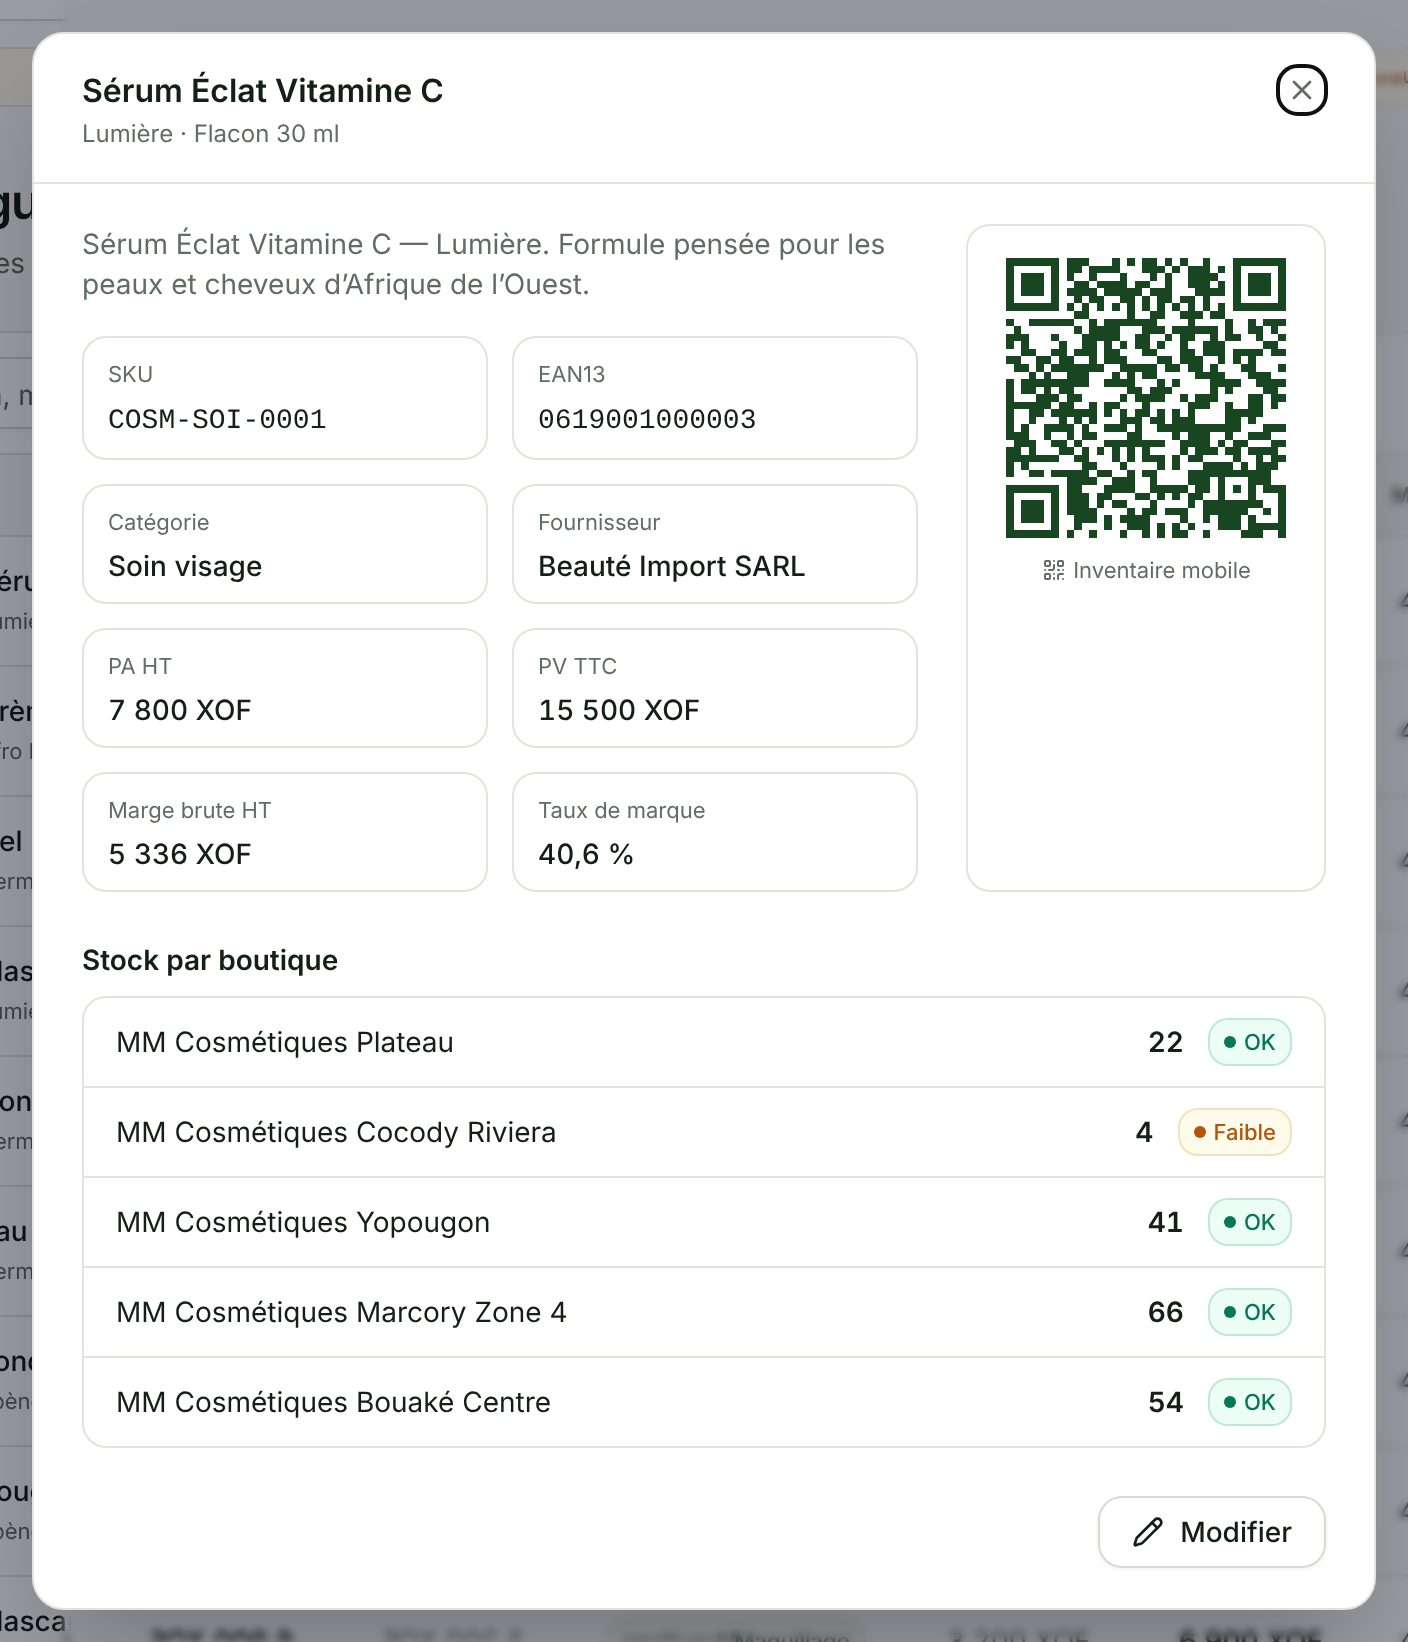 Sérum Éclat Vitamine C
Lumière · Flacon 30 ml
Sérum Éclat Vitamine C — Lumière. Formule pensée pour les
peaux et cheveux d’Afrique de l’Ouest.
SKU
COSM-SOI-0001
EAN13
0619001000003
Catégorie
Soin visage
Fournisseur
Beauté Import SARL
PA HT
7 800 XOF
PV TTC
15 500 XOF
Marge brute HT
5 336 XOF
Taux de marque
40,6 %
Inventaire mobile
Stock par boutique
MM Cosmétiques Plateau 22 OK
MM Cosmétiques Cocody Riviera 4 Faible
MM Cosmétiques Yopougon 41 OK
MM Cosmétiques Marcory Zone 4 66 OK
MM Cosmétiques Bouaké Centre 54 OK
Modifier